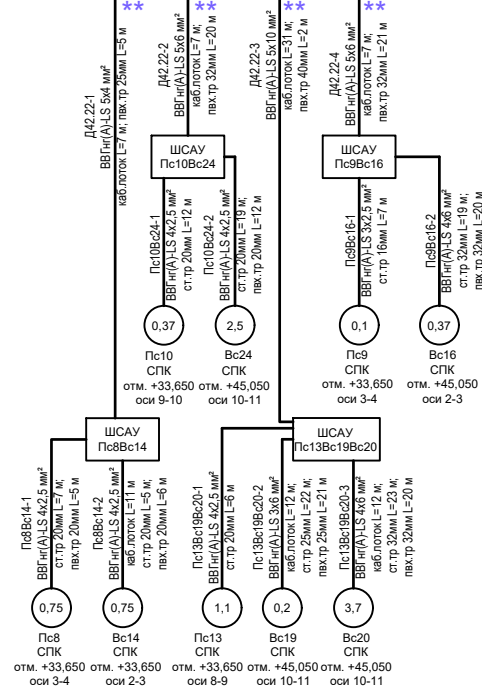 **
**
**
**
Д42.22-1
ВВГнг(А)-LS 5х4 мм²
каб.лоток L=7 м; пвх.тр 25мм L=5 м
Д42.22-2
ВВГнг(А)-LS 5х6 мм²
каб.лоток L=7 м;
пвх.тр 32мм L=20 м
Д42.22-3
ВВГнг(А)-LS 5х10 мм²
каб.лоток L=31 м;
пвх.тр 40мм L=2 м
Д42.22-4
ВВГнг(А)-LS 5х6 мм²
каб.лоток L=7 м;
пвх.тр 32мм L=21 м
ШСАУ
Пс10Вс24
ШСАУ
Пс9Вс16
Пс10Вс24-1
ВВГнг(А)-LS 4х2,5 мм²
ст.тр 20мм L=12 м
Пс10Вс24-2
ВВГнг(А)-LS 4х2,5 мм²
ст.тр 20мм L=19 м;
пвх.тр 20мм L=12 м
Пс9Вс16-1
ВВГнг(А)-LS 3х2,5 мм²
ст.тр 16мм L=7 м
Пс9Вс16-2
ВВГнг(А)-LS 4х6 мм²
ст.тр 32мм L=19 м;
пвх.тр 32мм L=20 м
0,37
Пс10
СПК
отм. +33,650
оси 9-10
2,5
Вс24
СПК
отм. +45,050
оси 10-11
0,1
Пс9
СПК
отм. +33,650
оси 3-4
0,37
Вс16
СПК
отм. +45,050
оси 2-3
ШСАУ
Пс8Вс14
ШСАУ
Пс13Вс19Вс20
Пс8Вс14-1
ВВГнг(А)-LS 4х2,5 мм²
ст.тр 20мм L=7 м;
пвх.тр 20мм L=5 м
Пс8Вс14-2
ВВГнг(А)-LS 4х2,5 мм²
каб.лоток L=11 м
ст.тр 20мм L=5 м;
пвх.тр 20мм L=6 м
Пс13Вс19Вс20-1
ВВГнг(А)-LS 4х2,5 мм²
ст.тр 20мм L=6 м
Пс13Вс19Вс20-2
ВВГнг(А)-LS 3х6 мм²
каб.лоток L=12 м;
ст.тр 25мм L=22 м
пвх.тр 25мм L=21 м
Пс13Вс19Вс20-3
ВВГнг(А)-LS 4х6 мм²
каб.лоток L=12 м;
ст.тр 32мм L=23 м
пвх.тр 32мм L=20 м
0,75
Пс8
СПК
отм. +33,650
оси 3-4
0,75
Вс14
СПК
отм. +33,650
оси 2-3
1,1
Пс13
СПК
отм. +33,650
оси 8-9
0,2
Вс19
СПК
отм. +45,050
оси 10-11
3,7
Вс20
СПК
отм. +45,050
оси 10-11